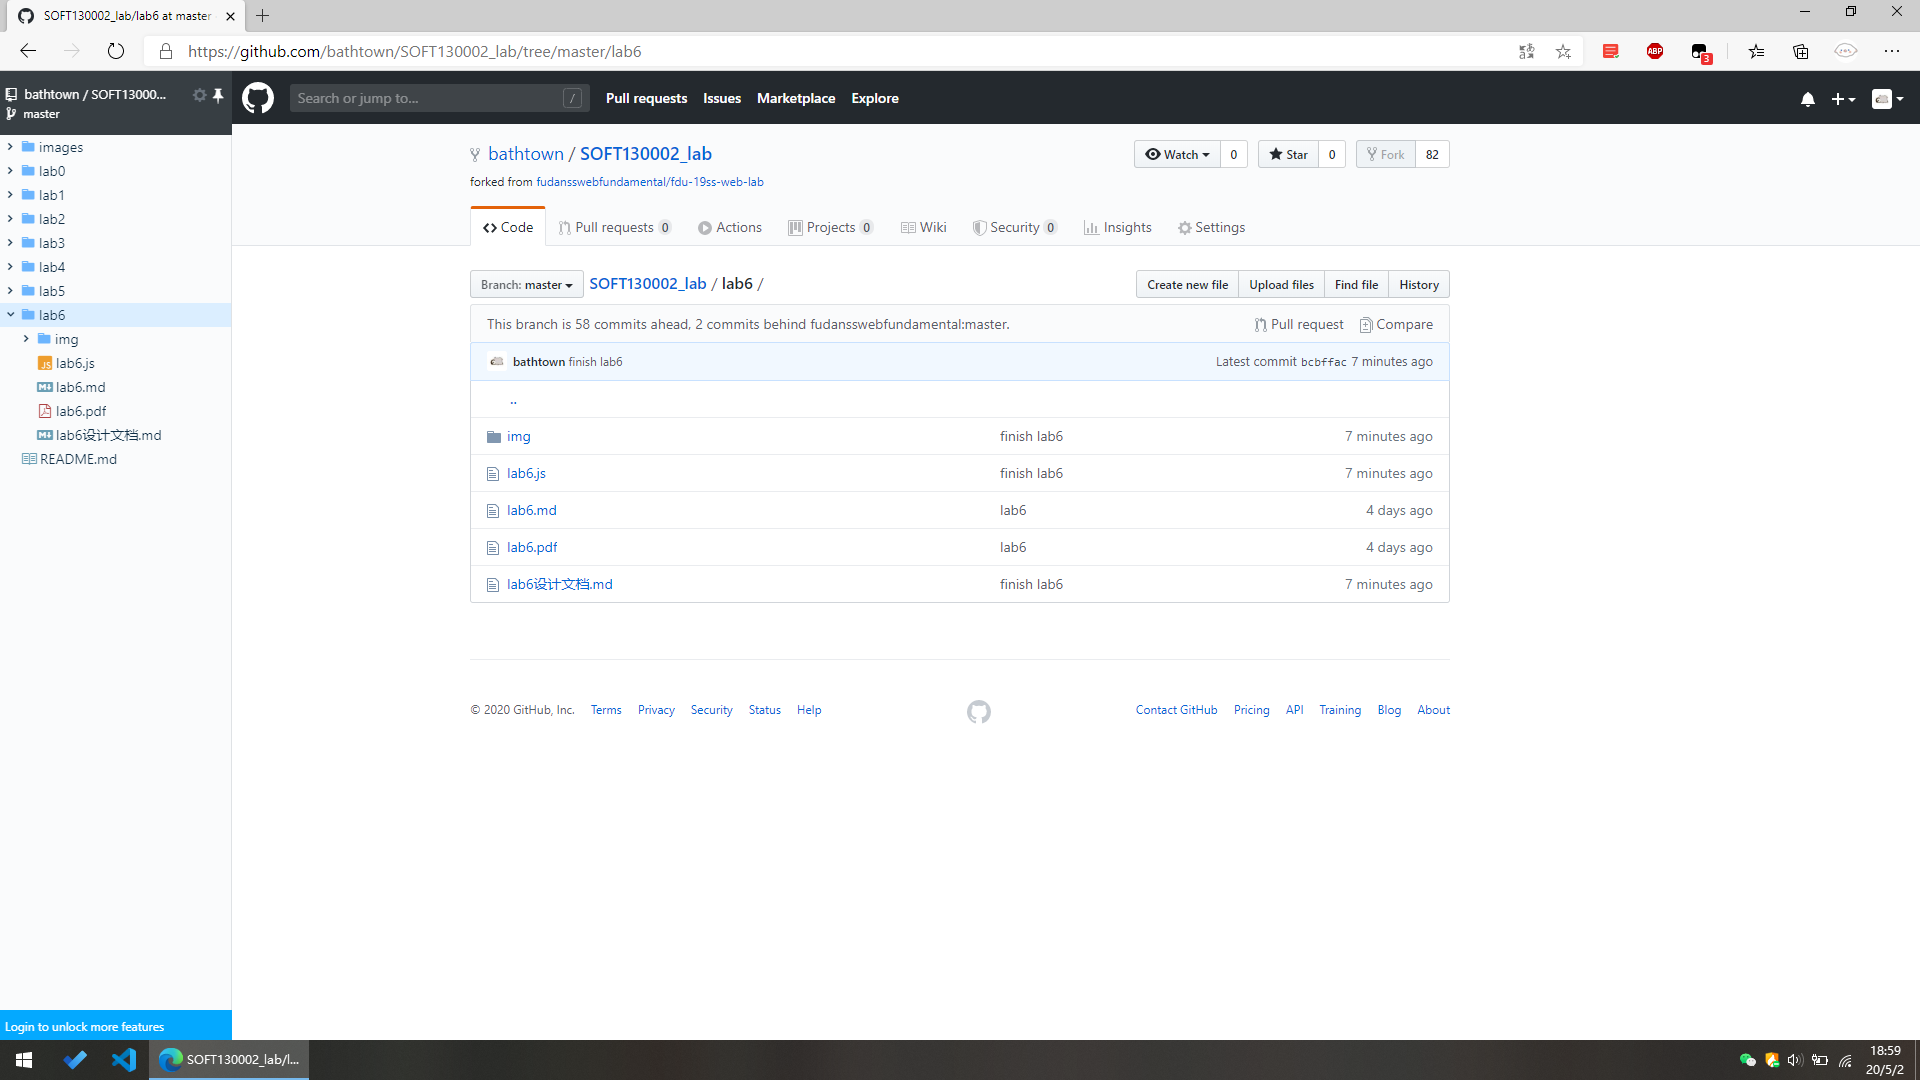 SOFT130002_lab/lab6 at master
https://github.com/bathtown/SOFT130002_lab/tree/master/lab6
ABP
3
bathtown / SOFT13000...
master
Search or jump to...
/
Pull requests
Issues
Marketplace
Explore
images
lab0
lab1
lab2
lab3
lab4
lab5
lab6
img
JS lab6.js
lab6.md
lab6.pdf
lab6设计文档.md
README.md
Login to unlock more features
bathtown / SOFT130002_lab
forked from fudansswebfundamental/fdu-19ss-web-lab
Watch 0
Star 0
Fork 82
Code
Pull requests 0
Actions
Projects 0
Wiki
Security 0
Insights
Settings
Branch: master
SOFT130002_lab / lab6 /
Create new file
Upload files
Find file
History
This branch is 58 commits ahead, 2 commits behind fudansswebfundamental:master.
Pull request
Compare
bathtown finish lab6
Latest commit bcbffac 7 minutes ago
..
img finish lab6 7 minutes ago
lab6.js finish lab6 7 minutes ago
lab6.md lab6 4 days ago
lab6.pdf lab6 4 days ago
lab6设计文档.md finish lab6 7 minutes ago
© 2020 GitHub, Inc. Terms Privacy Security Status Help
Contact GitHub Pricing API Training Blog About
SOFT130002_lab/l...
18:59
20/5/2